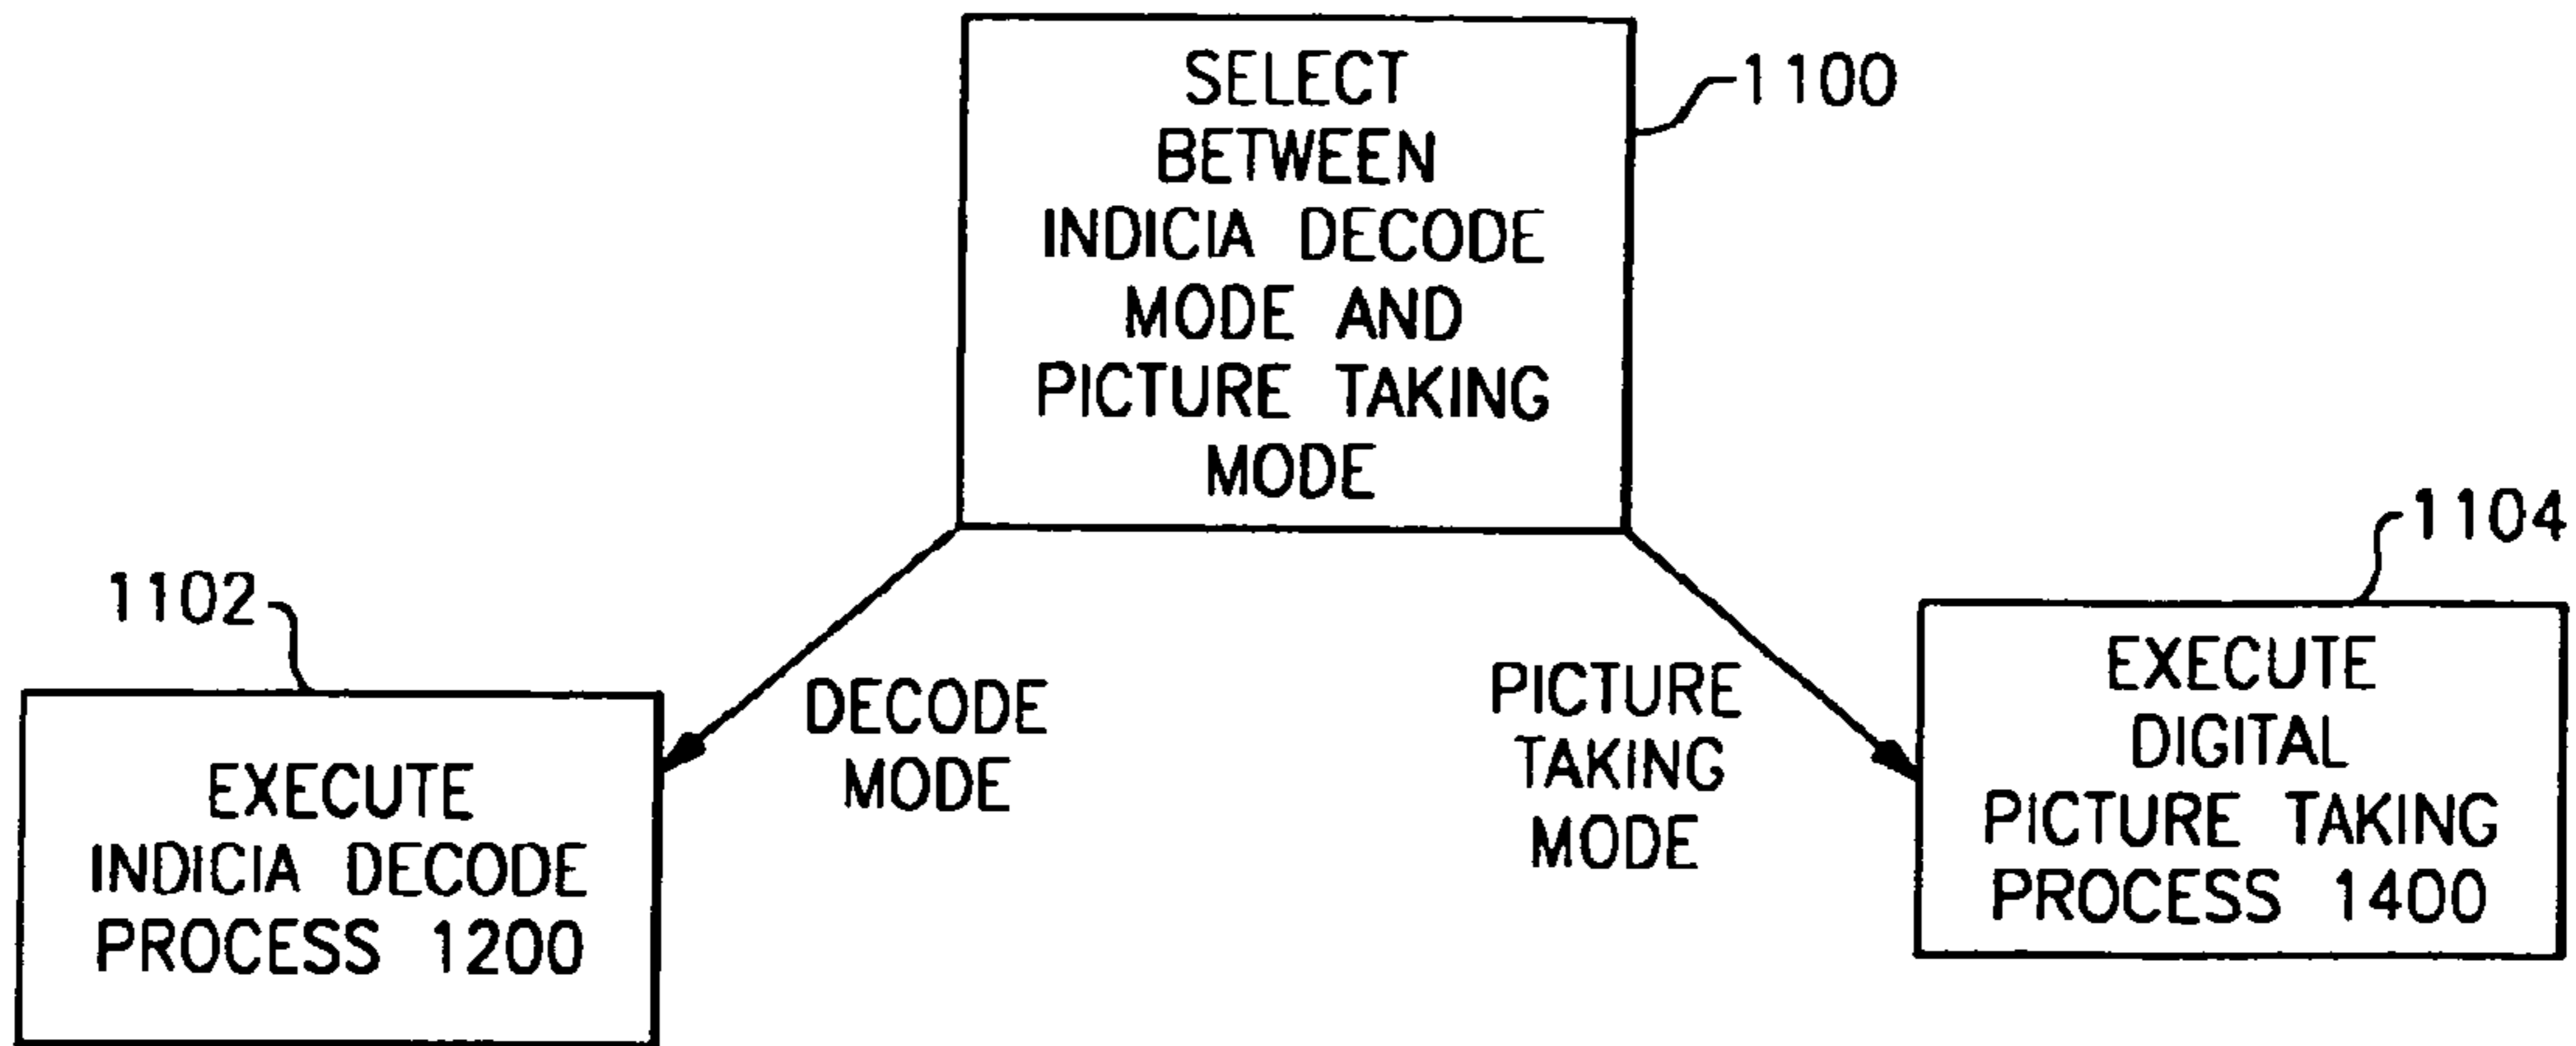 SELECT
BETWEEN
INDICIA DECODE
MODE AND
PICTURE TAKING
MODE
1100
1102
EXECUTE
INDICIA DECODE
PROCESS 1200
DECODE
MODE
PICTURE
TAKING
MODE
1104
EXECUTE
DIGITAL
PICTURE TAKING
PROCESS 1400